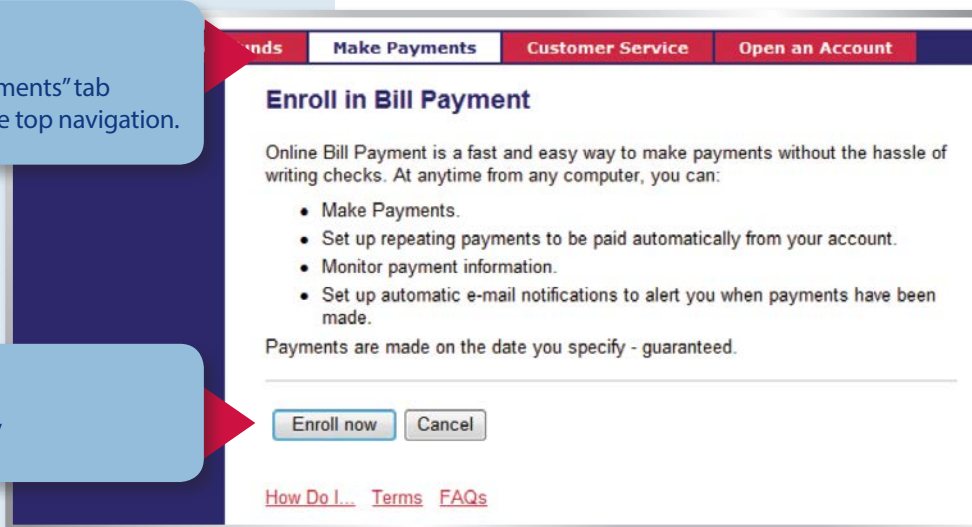 unds Make Payments Customer Service Open an Account
ments” tab
e top navigation.
Enroll in Bill Payment
Online Bill Payment is a fast and easy way to make payments without the hassle of
writing checks. At anytime from any computer, you can:
• Make Payments.
• Set up repeating payments to be paid automatically from your account.
• Monitor payment information.
• Set up automatic e-mail notifications to alert you when payments have been
made.
Payments are made on the date you specify - guaranteed.
Enroll now Cancel
How Do I... Terms FAQs